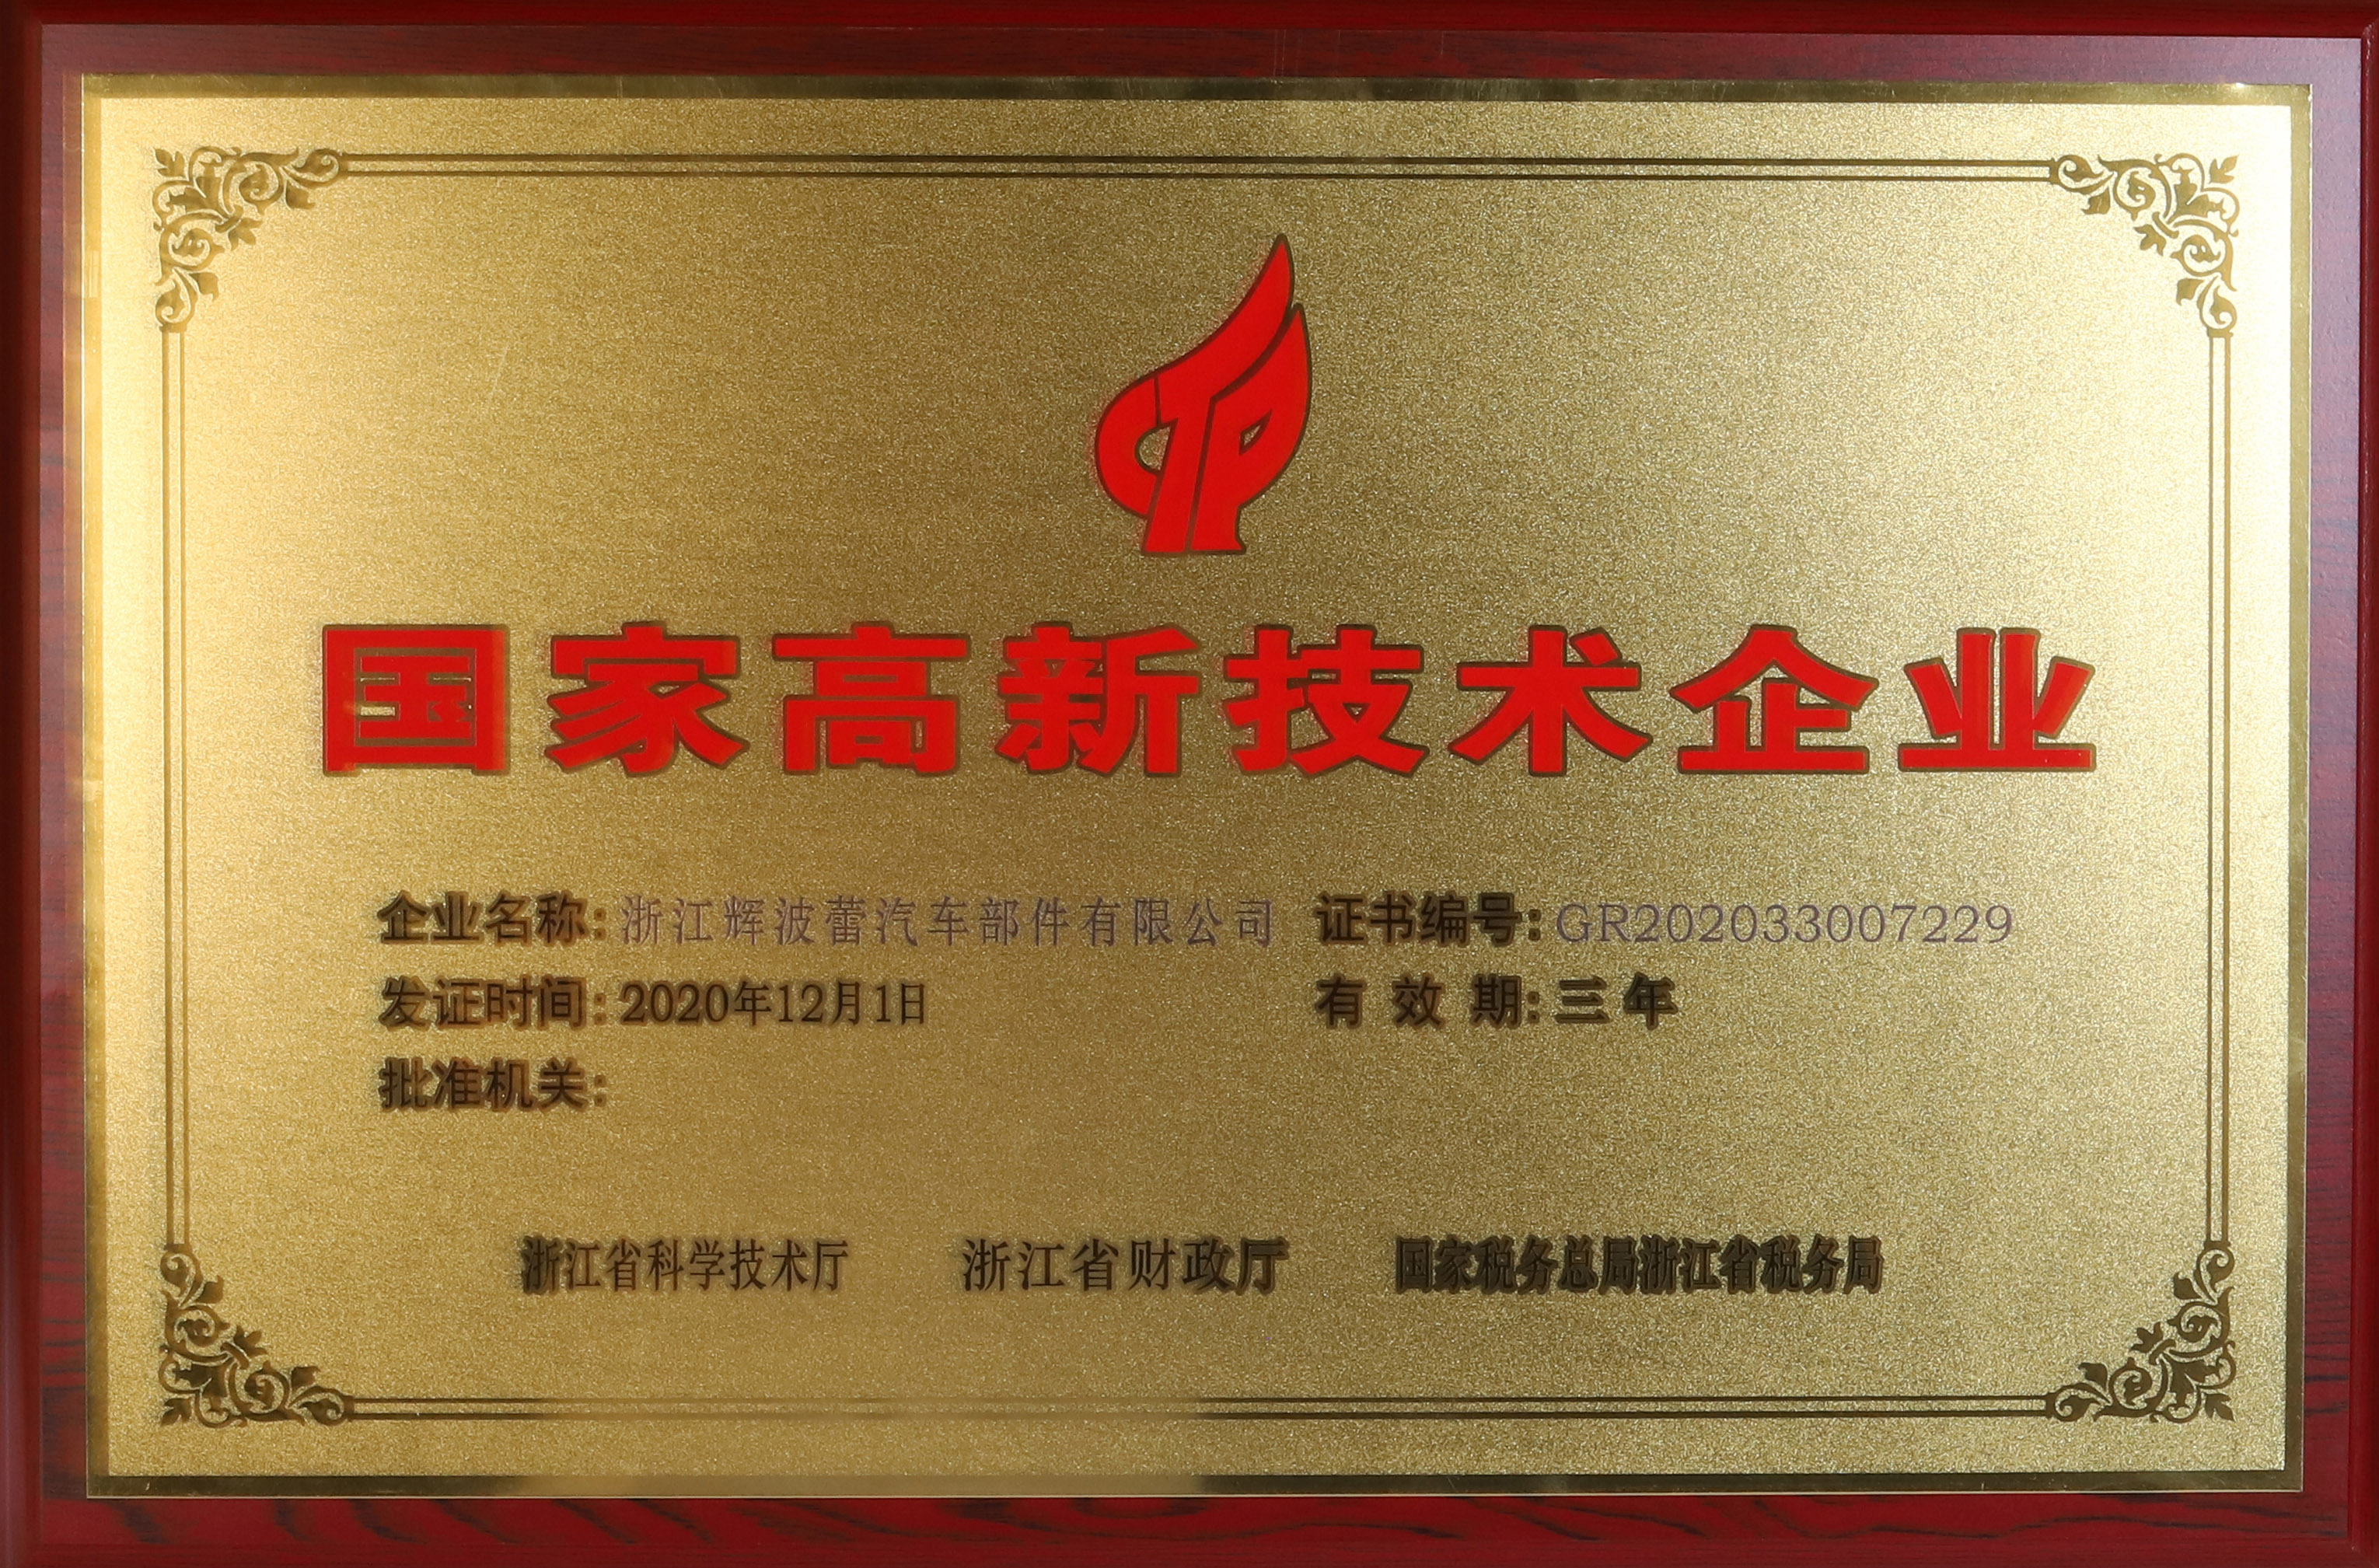 CTP
国家高新技术企业
企业名称：浙江辉波蕾汽车部件有限公司 证书编号：GR202033007229
发证时间：2020年12月1日 有效期：三年
批准机关：
浙江省科学技术厅 浙江省财政厅 国家税务总局浙江省税务局